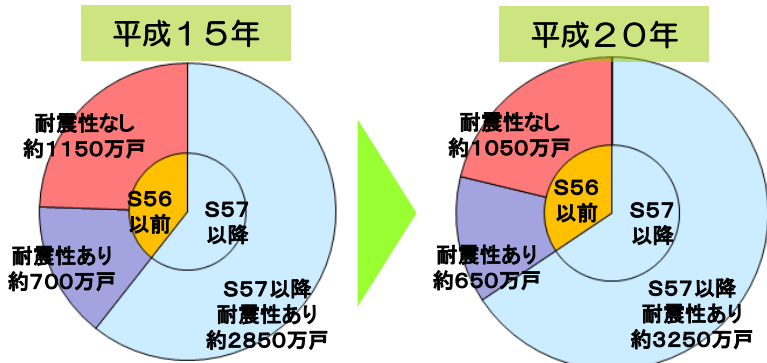 平成１５年
耐震性なし
約1150万戸
S56
以前
S57
以降
耐震性あり
約700万戸
S57以降
耐震性あり
約2850万戸
平成２０年
耐震性なし
約1050万戸
S56
以前
S57
以降
耐震性あり
約650万戸
S57以降
耐震性あり
約3250万戸